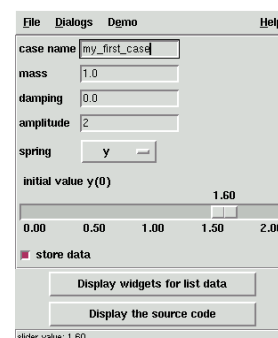 File Dialogs Demo Help
case name my_first_case
mass 1.0
damping 0.0
amplitude 2
spring y
initial value y(0)
1.60
0.00 0.50 1.00 1.50 2.00
store data
Display widgets for list data
Display the source code
slider value: 1.60